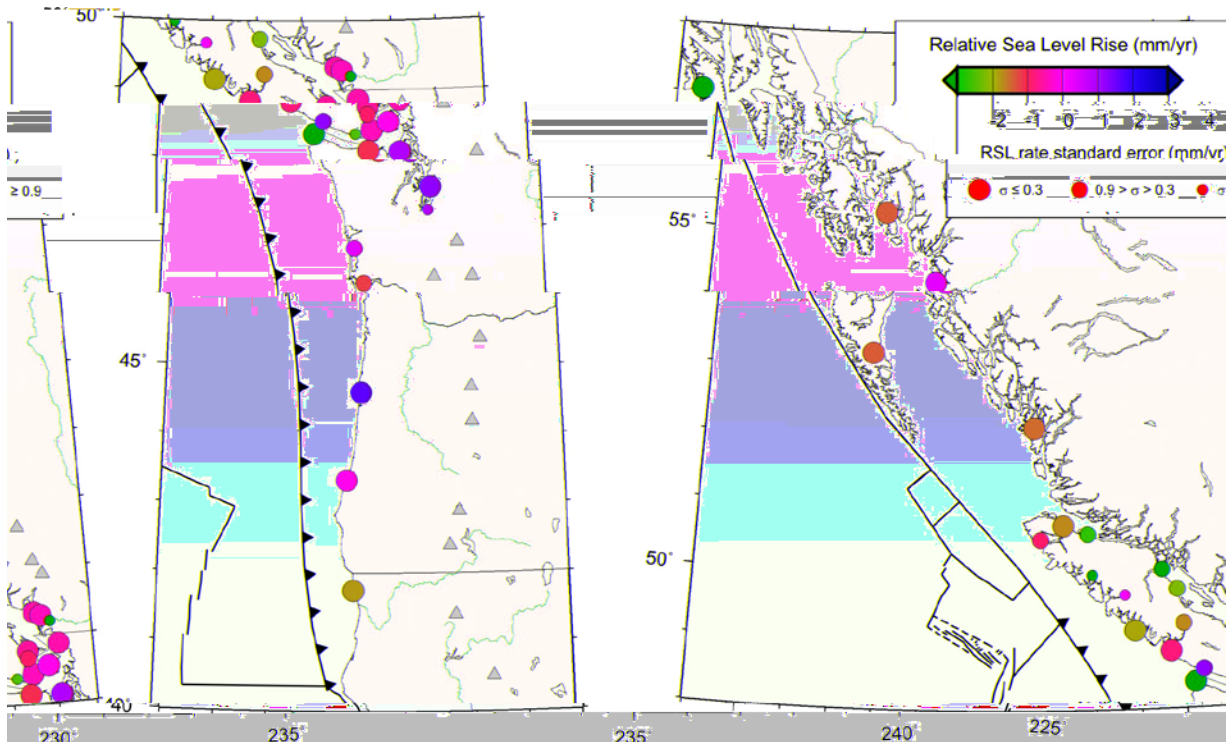 50°
Relative Sea Level Rise (mm/yr)
-2 -1 0 1 2 3 4
RSL rate standard error (mm/yr)
≥ 0.9
σ ≤ 0.3 0.9 > σ > 0.3 σ
55°
45°
50°
40°
230° 235° 235° 240° 225°